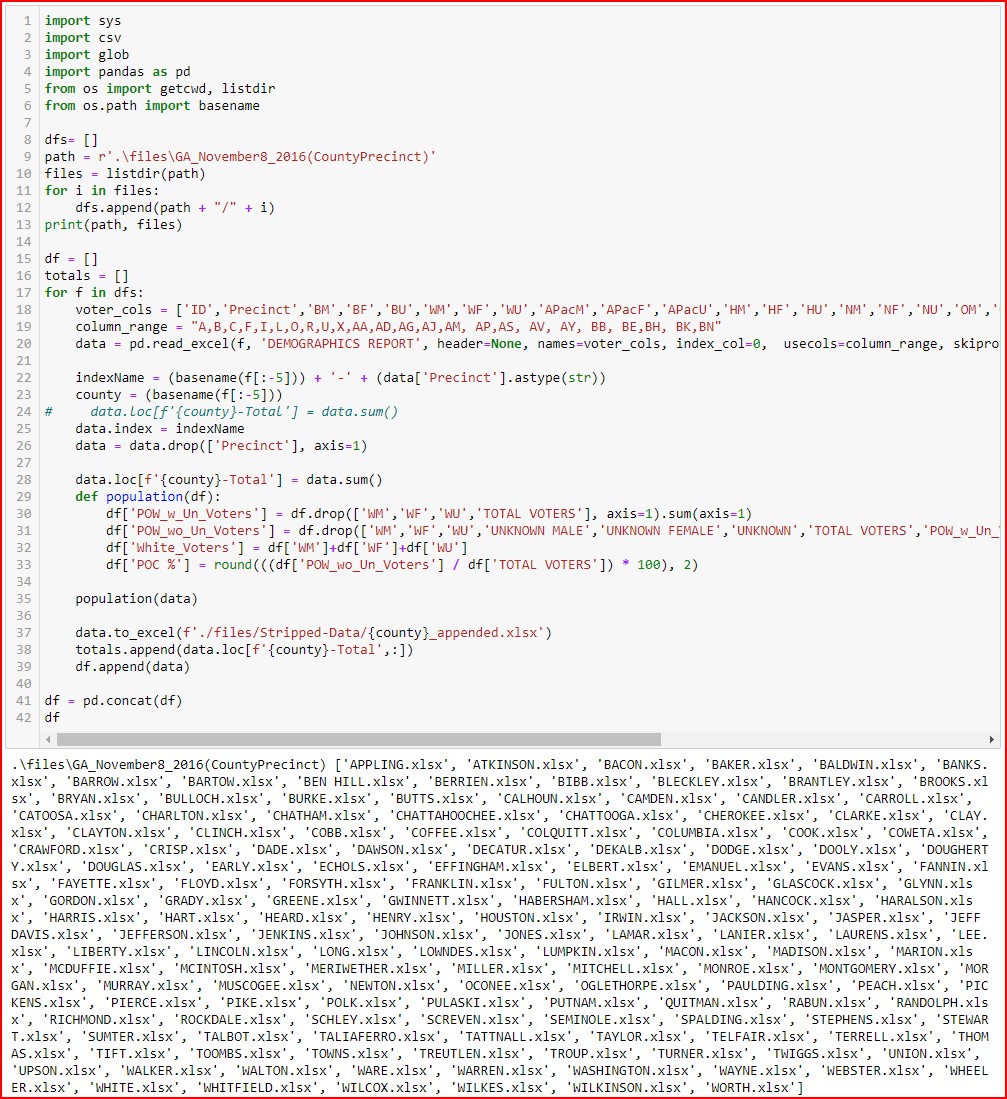 1 import sys
2 import csv
3 import glob
4 import pandas as pd
5 from os import getcwd, listdir
6 from os.path import basename
7
8 dfs= []
9 path = r'.\files\GA_November8_2016(CountyPrecinct)'
10 files = listdir(path)
11 for i in files:
12     dfs.append(path + "/" + i)
13 print(path, files)
14
15 df = []
16 totals = []
17 for f in dfs:
18     voter_cols = ['ID','Precinct','BM','BF','BU','WM','WF','WU','APacM','APacF','APacU','HM','HF','HU','NM','NF','NU','OM','
19     column_range = "A,B,C,F,I,L,O,R,U,X,AA,AD,AG,AJ,AM, AP,AS, AV, AY, BB, BE,BH, BK,BN"
20     data = pd.read_excel(f, 'DEMOGRAPHICS REPORT', header=None, names=voter_cols, index_col=0,  usecols=column_range, skipro
21
22     indexName = (basename(f[:-5])) + '-' + (data['Precinct'].astype(str))
23     county = (basename(f[:-5]))
24 #     data.loc[f'{county}-Total'] = data.sum()
25     data.index = indexName
26     data = data.drop(['Precinct'], axis=1)
27
28     data.loc[f'{county}-Total'] = data.sum()
29     def population(df):
30         df['POW_w_Un_Voters'] = df.drop(['WM','WF','WU','TOTAL VOTERS'], axis=1).sum(axis=1)
31         df['POW_wo_Un_Voters'] = df.drop(['WM','WF','WU','UNKNOWN MALE','UNKNOWN FEMALE','UNKNOWN','TOTAL VOTERS','POW_w_Un_
32         df['White_Voters'] = df['WM']+df['WF']+df['WU']
33         df['POC %'] = round(((df['POW_wo_Un_Voters'] / df['TOTAL VOTERS']) * 100), 2)
34
35     population(data)
36
37     data.to_excel(f'./files/Stripped-Data/{county}_appended.xlsx')
38     totals.append(data.loc[f'{county}-Total',:])
39     df.append(data)
40
41 df = pd.concat(df)
42 df
.\files\GA_November8_2016(CountyPrecinct) ['APPLING.xlsx', 'ATKINSON.xlsx', 'BACON.xlsx', 'BAKER.xlsx', 'BALDWIN.xlsx', 'BANKS.
xlsx', 'BARROW.xlsx', 'BARTOW.xlsx', 'BEN HILL.xlsx', 'BERRIEN.xlsx', 'BIBB.xlsx', 'BLECKLEY.xlsx', 'BRANTLEY.xlsx', 'BROOKS.xl
sx', 'BRYAN.xlsx', 'BULLOCH.xlsx', 'BURKE.xlsx', 'BUTTS.xlsx', 'CALHOUN.xlsx', 'CAMDEN.xlsx', 'CANDLER.xlsx', 'CARROLL.xlsx',
'CATOOSA.xlsx', 'CHARLTON.xlsx', 'CHATHAM.xlsx', 'CHATTAHOOCHEE.xlsx', 'CHATTOOGA.xlsx', 'CHEROKEE.xlsx', 'CLARKE.xlsx', 'CLAY.
xlsx', 'CLAYTON.xlsx', 'CLINCH.xlsx', 'COBB.xlsx', 'COFFEE.xlsx', 'COLQUITT.xlsx', 'COLUMBIA.xlsx', 'COOK.xlsx', 'COWETA.xlsx',
'CRAWFORD.xlsx', 'CRISP.xlsx', 'DADE.xlsx', 'DAWSON.xlsx', 'DECATUR.xlsx', 'DEKALB.xlsx', 'DODGE.xlsx', 'DOOLY.xlsx', 'DOUGHERT
Y.xlsx', 'DOUGLAS.xlsx', 'EARLY.xlsx', 'ECHOLS.xlsx', 'EFFINGHAM.xlsx', 'ELBERT.xlsx', 'EMANUEL.xlsx', 'EVANS.xlsx', 'FANNIN.xl
sx', 'FAYETTE.xlsx', 'FLOYD.xlsx', 'FORSYTH.xlsx', 'FRANKLIN.xlsx', 'FULTON.xlsx', 'GILMER.xlsx', 'GLASCOCK.xlsx', 'GLYNN.xls
x', 'GORDON.xlsx', 'GRADY.xlsx', 'GREENE.xlsx', 'GWINNETT.xlsx', 'HABERSHAM.xlsx', 'HALL.xlsx', 'HANCOCK.xlsx', 'HARALSON.xls
x', 'HARRIS.xlsx', 'HART.xlsx', 'HEARD.xlsx', 'HENRY.xlsx', 'HOUSTON.xlsx', 'IRWIN.xlsx', 'JACKSON.xlsx', 'JASPER.xlsx', 'JEFF
DAVIS.xlsx', 'JEFFERSON.xlsx', 'JENKINS.xlsx', 'JOHNSON.xlsx', 'JONES.xlsx', 'LAMAR.xlsx', 'LANIER.xlsx', 'LAURENS.xlsx', 'LEE.
xlsx', 'LIBERTY.xlsx', 'LINCOLN.xlsx', 'LONG.xlsx', 'LOWNDES.xlsx', 'LUMPKIN.xlsx', 'MACON.xlsx', 'MADISON.xlsx', 'MARION.xls
x', 'MCDUFFIE.xlsx', 'MCINTOSH.xlsx', 'MERIWETHER.xlsx', 'MILLER.xlsx', 'MITCHELL.xlsx', 'MONROE.xlsx', 'MONTGOMERY.xlsx', 'MOR
GAN.xlsx', 'MURRAY.xlsx', 'MUSCOGEE.xlsx', 'NEWTON.xlsx', 'OCONEE.xlsx', 'OGLETHORPE.xlsx', 'PAULDING.xlsx', 'PEACH.xlsx', 'PIC
KENS.xlsx', 'PIERCE.xlsx', 'PIKE.xlsx', 'POLK.xlsx', 'PULASKI.xlsx', 'PUTNAM.xlsx', 'QUITMAN.xlsx', 'RABUN.xlsx', 'RANDOLPH.xls
x', 'RICHMOND.xlsx', 'ROCKDALE.xlsx', 'SCHLEY.xlsx', 'SCREVEN.xlsx', 'SEMINOLE.xlsx', 'SPALDING.xlsx', 'STEPHENS.xlsx', 'STEWAR
T.xlsx', 'SUMTER.xlsx', 'TALBOT.xlsx', 'TALIAFERRO.xlsx', 'TATTNALL.xlsx', 'TAYLOR.xlsx', 'TELFAIR.xlsx', 'TERRELL.xlsx', 'THOM
AS.xlsx', 'TIFT.xlsx', 'TOOMBS.xlsx', 'TOWNS.xlsx', 'TREUTLEN.xlsx', 'TROUP.xlsx', 'TURNER.xlsx', 'TWIGGS.xlsx', 'UNION.xlsx',
'UPSON.xlsx', 'WALKER.xlsx', 'WALTON.xlsx', 'WARE.xlsx', 'WARREN.xlsx', 'WASHINGTON.xlsx', 'WAYNE.xlsx', 'WEBSTER.xlsx', 'WHEEL
ER.xlsx', 'WHITE.xlsx', 'WHITFIELD.xlsx', 'WILCOX.xlsx', 'WILKES.xlsx', 'WILKINSON.xlsx', 'WORTH.xlsx']